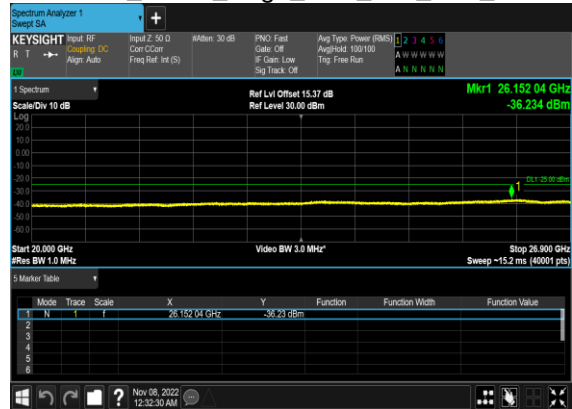 Spectrum Analyzer 1
Swept SA
+
KEYSIGHT Input: RF Input Z: 50 Ω #Atten: 30 dB PNO: Fast Avg Type: Power (RMS) 1 2 3 4 5 6
R T Coupling: DC Corr CCorr Gate: Off Avg|Hold: 100/100 A W W W W W
Align: Auto Freq Ref: Int (S) IF Gain: Low Trig: Free Run A N N N N N
Sig Track: Off
1 Spectrum Ref Lvl Offset 15.37 dB Mkr1 26.152 04 GHz
Scale/Div 10 dB Ref Level 30.00 dBm -36.234 dBm
Log
20.0
10.0
0.00
-10.0
-20.0
DL1 -25.00 dBm
1
-30.0
-40.0
-50.0
-60.0
Start 20.000 GHz Video BW 3.0 MHz* Stop 26.900 GHz
#Res BW 1.0 MHz Sweep ~15.2 ms (40001 pts)
5 Marker Table
Mode Trace Scale X Y Function Function Width Function Value
1 N 1 f 26.152 04 GHz -36.23 dBm
2
3
4
5
6
? Nov 08, 2022
12:32:30 AM